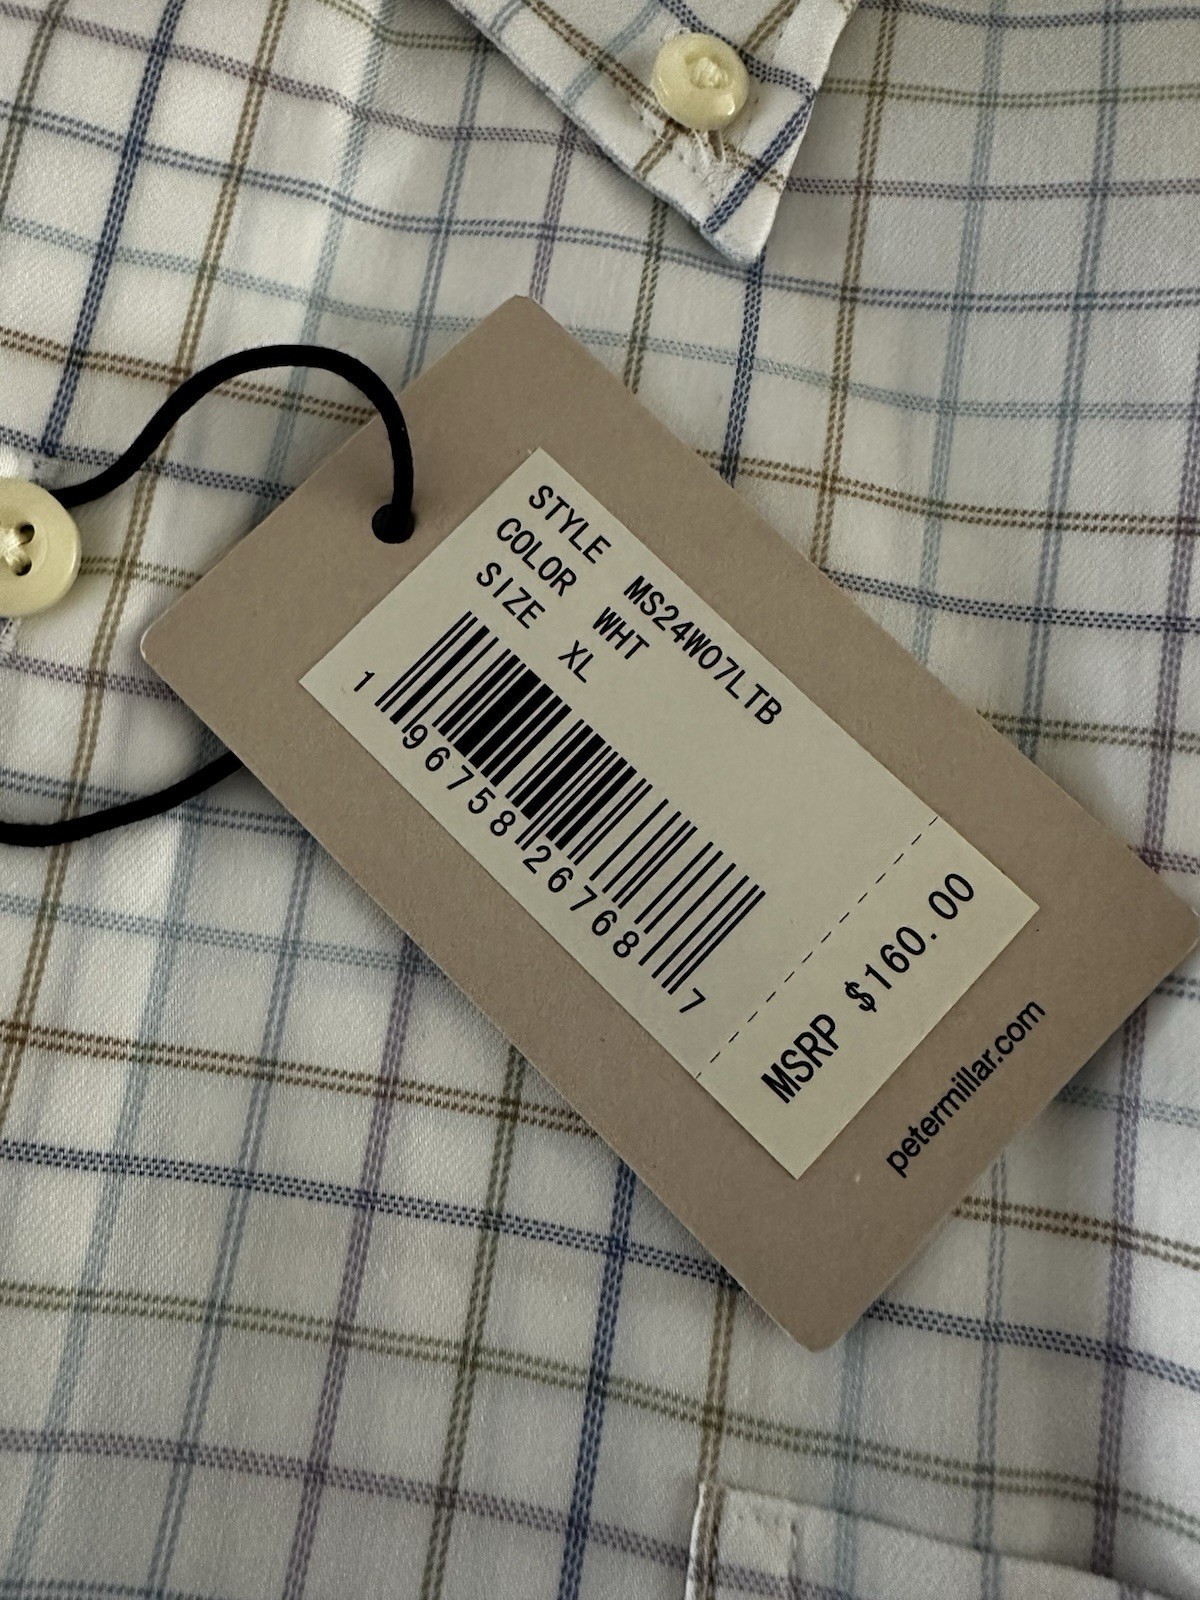 STYLE MS24W07LTB
COLOR WHT
SIZE XL
1 96758 26768 7
MSRP $160.00
petermillar.com